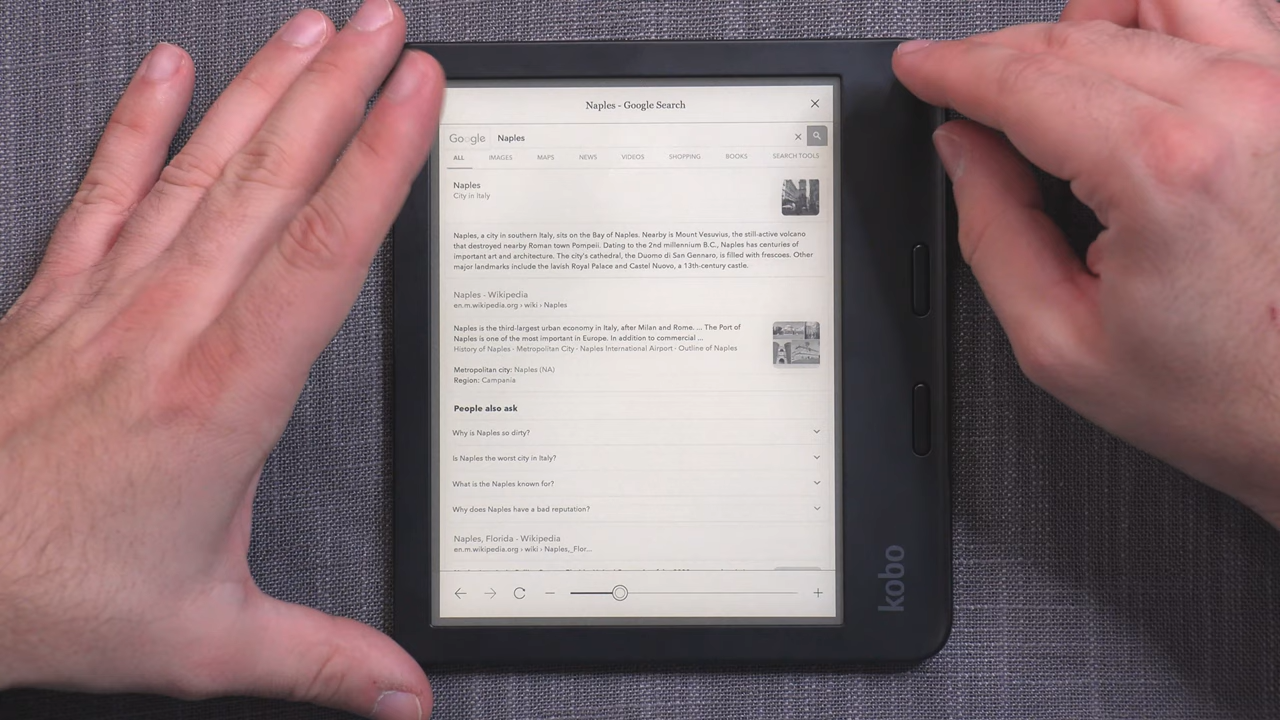 Naples - Google Search
Google Naples
ALL IMAGES MAPS NEWS VIDEOS SHOPPING BOOKS SEARCH TOOLS
Naples
City in Italy
Naples, a city in southern Italy, sits on the Bay of Naples. Nearby is Mount Vesuvius, the still-active volcano
that destroyed nearby Roman town Pompeii. Dating to the 2nd millennium B.C., Naples has centuries of
important art and architecture. The city's cathedral, the Duomo di San Gennaro, is filled with frescoes. Other
major landmarks include the lavish Royal Palace and Castel Nuovo, a 13th-century castle.
Naples - Wikipedia
en.m.wikipedia.org › wiki › Naples
Naples is the third-largest urban economy in Italy, after Milan and Rome. ... The Port of
Naples is one of the most important in Europe. In addition to commercial ...
History of Naples · Metropolitan City · Naples International Airport · Outline of Naples
Metropolitan city: Naples (NA)
Region: Campania
People also ask
Why is Naples so dirty?
Is Naples the worst city in Italy?
What is the Naples known for?
Why does Naples have a bad reputation?
Naples, Florida - Wikipedia
en.m.wikipedia.org › wiki › Naples,_Flor...
kobo